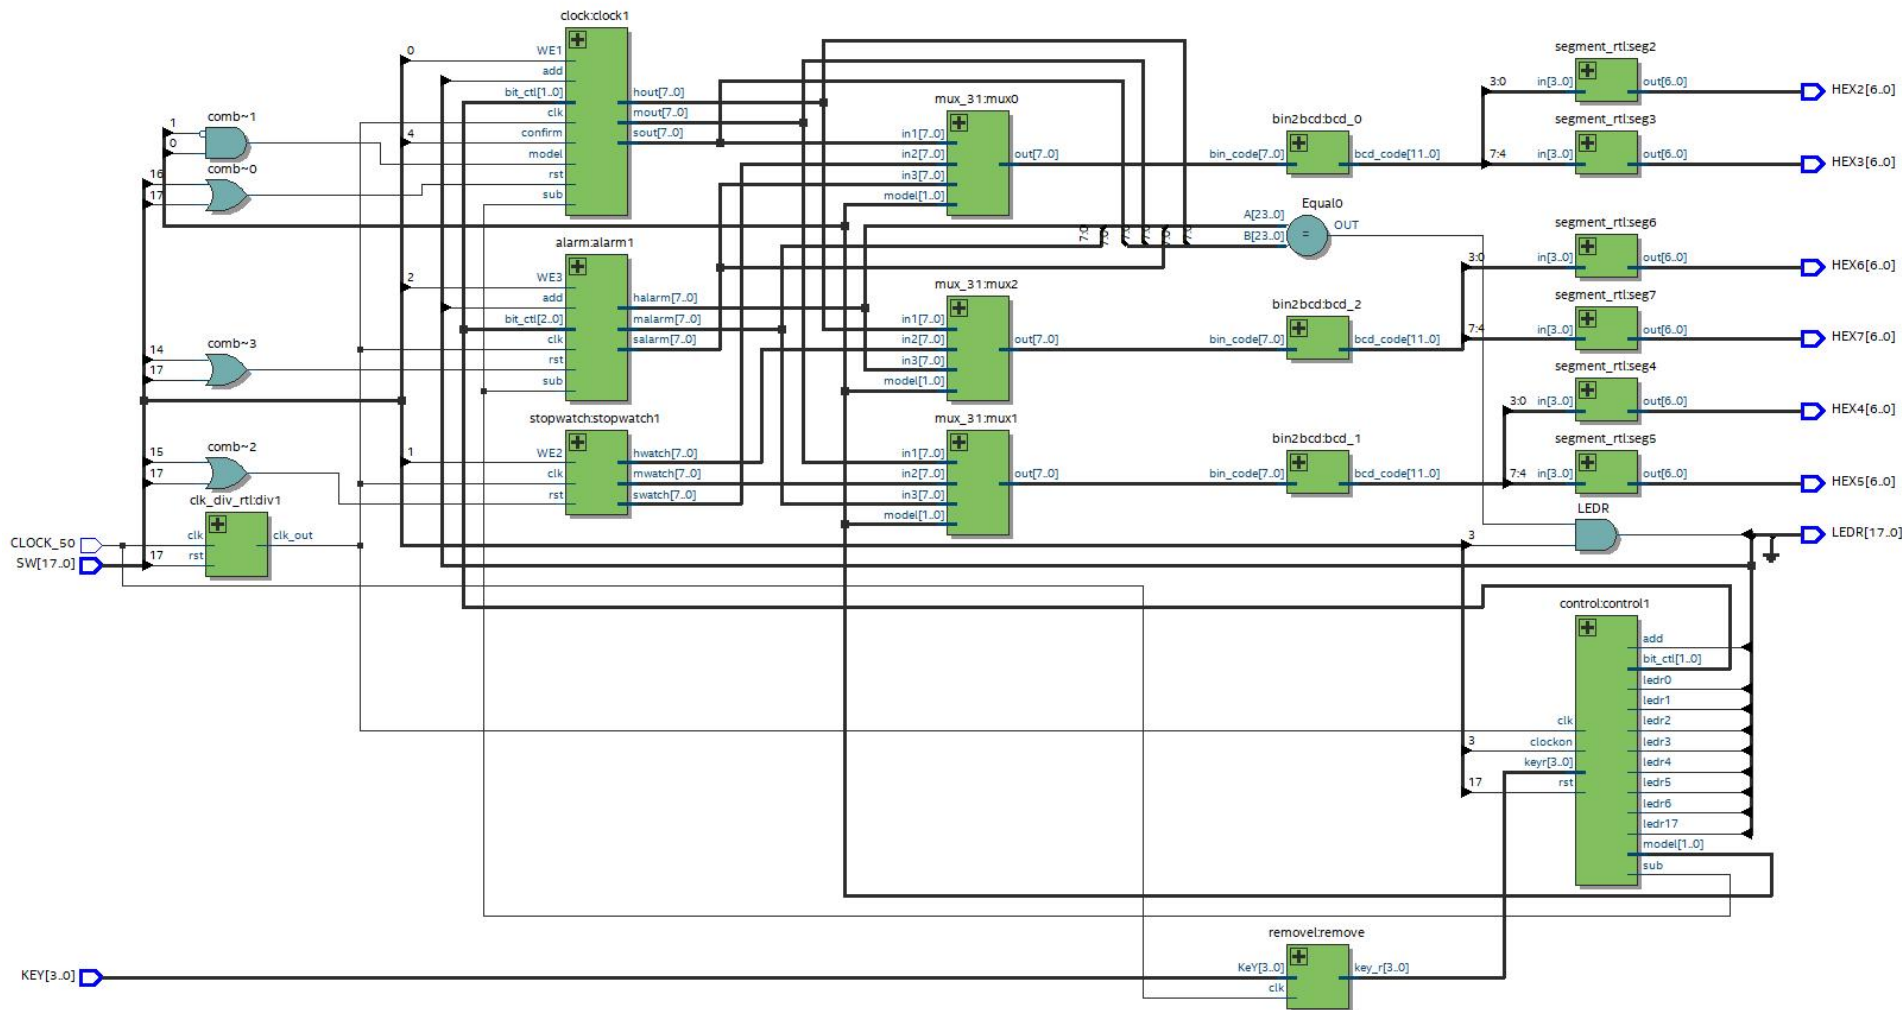 clock:clock1
0
WE1
add
bit_ctl[1..0]
clk
4
confirm
model
rst
sub
hout[7..0]
mout[7..0]
sout[7..0]
comb~1
1
0
comb~0
16
17
alarm:alarm1
2
WE3
add
bit_ctl[2..0]
clk
rst
sub
halarm[7..0]
malarm[7..0]
salarm[7..0]
comb~3
14
17
stopwatch:stopwatch1
1
WE2
clk
rst
hwatch[7..0]
mwatch[7..0]
swatch[7..0]
comb~2
15
17
clk_div_rtl:div1
clk
rst
17
clk_out
CLOCK_50
SW[17..0]
mux_31:mux0
in1[7..0]
in2[7..0]
in3[7..0]
model[1..0]
out[7..0]
mux_31:mux2
in1[7..0]
in2[7..0]
in3[7..0]
model[1..0]
out[7..0]
mux_31:mux1
in1[7..0]
in2[7..0]
in3[7..0]
model[1..0]
out[7..0]
bin2bcd:bcd_0
bin_code[7..0]
bcd_code[11..0]
Equal0
A[23..0]
B[23..0]
=
OUT
7:0
7:0
7:0
7:0
7:0
7:0
bin2bcd:bcd_2
bin_code[7..0]
bcd_code[11..0]
bin2bcd:bcd_1
bin_code[7..0]
bcd_code[11..0]
segment_rtl:seg2
3:0
in[3..0]
out[6..0]
HEX2[6..0]
segment_rtl:seg3
7:4
in[3..0]
out[6..0]
HEX3[6..0]
segment_rtl:seg6
3:0
in[3..0]
out[6..0]
HEX6[6..0]
segment_rtl:seg7
7:4
in[3..0]
out[6..0]
HEX7[6..0]
segment_rtl:seg4
3:0
in[3..0]
out[6..0]
HEX4[6..0]
segment_rtl:seg5
7:4
in[3..0]
out[6..0]
HEX5[6..0]
LEDR
3
LEDR[17..0]
control:control1
clk
3
clockon
keyr[3..0]
17
rst
add
bit_ctl[1..0]
ledr0
ledr1
ledr2
ledr3
ledr4
ledr5
ledr6
ledr17
model[1..0]
sub
removel:remove
KeY[3..0]
clk
key_r[3..0]
KEY[3..0]